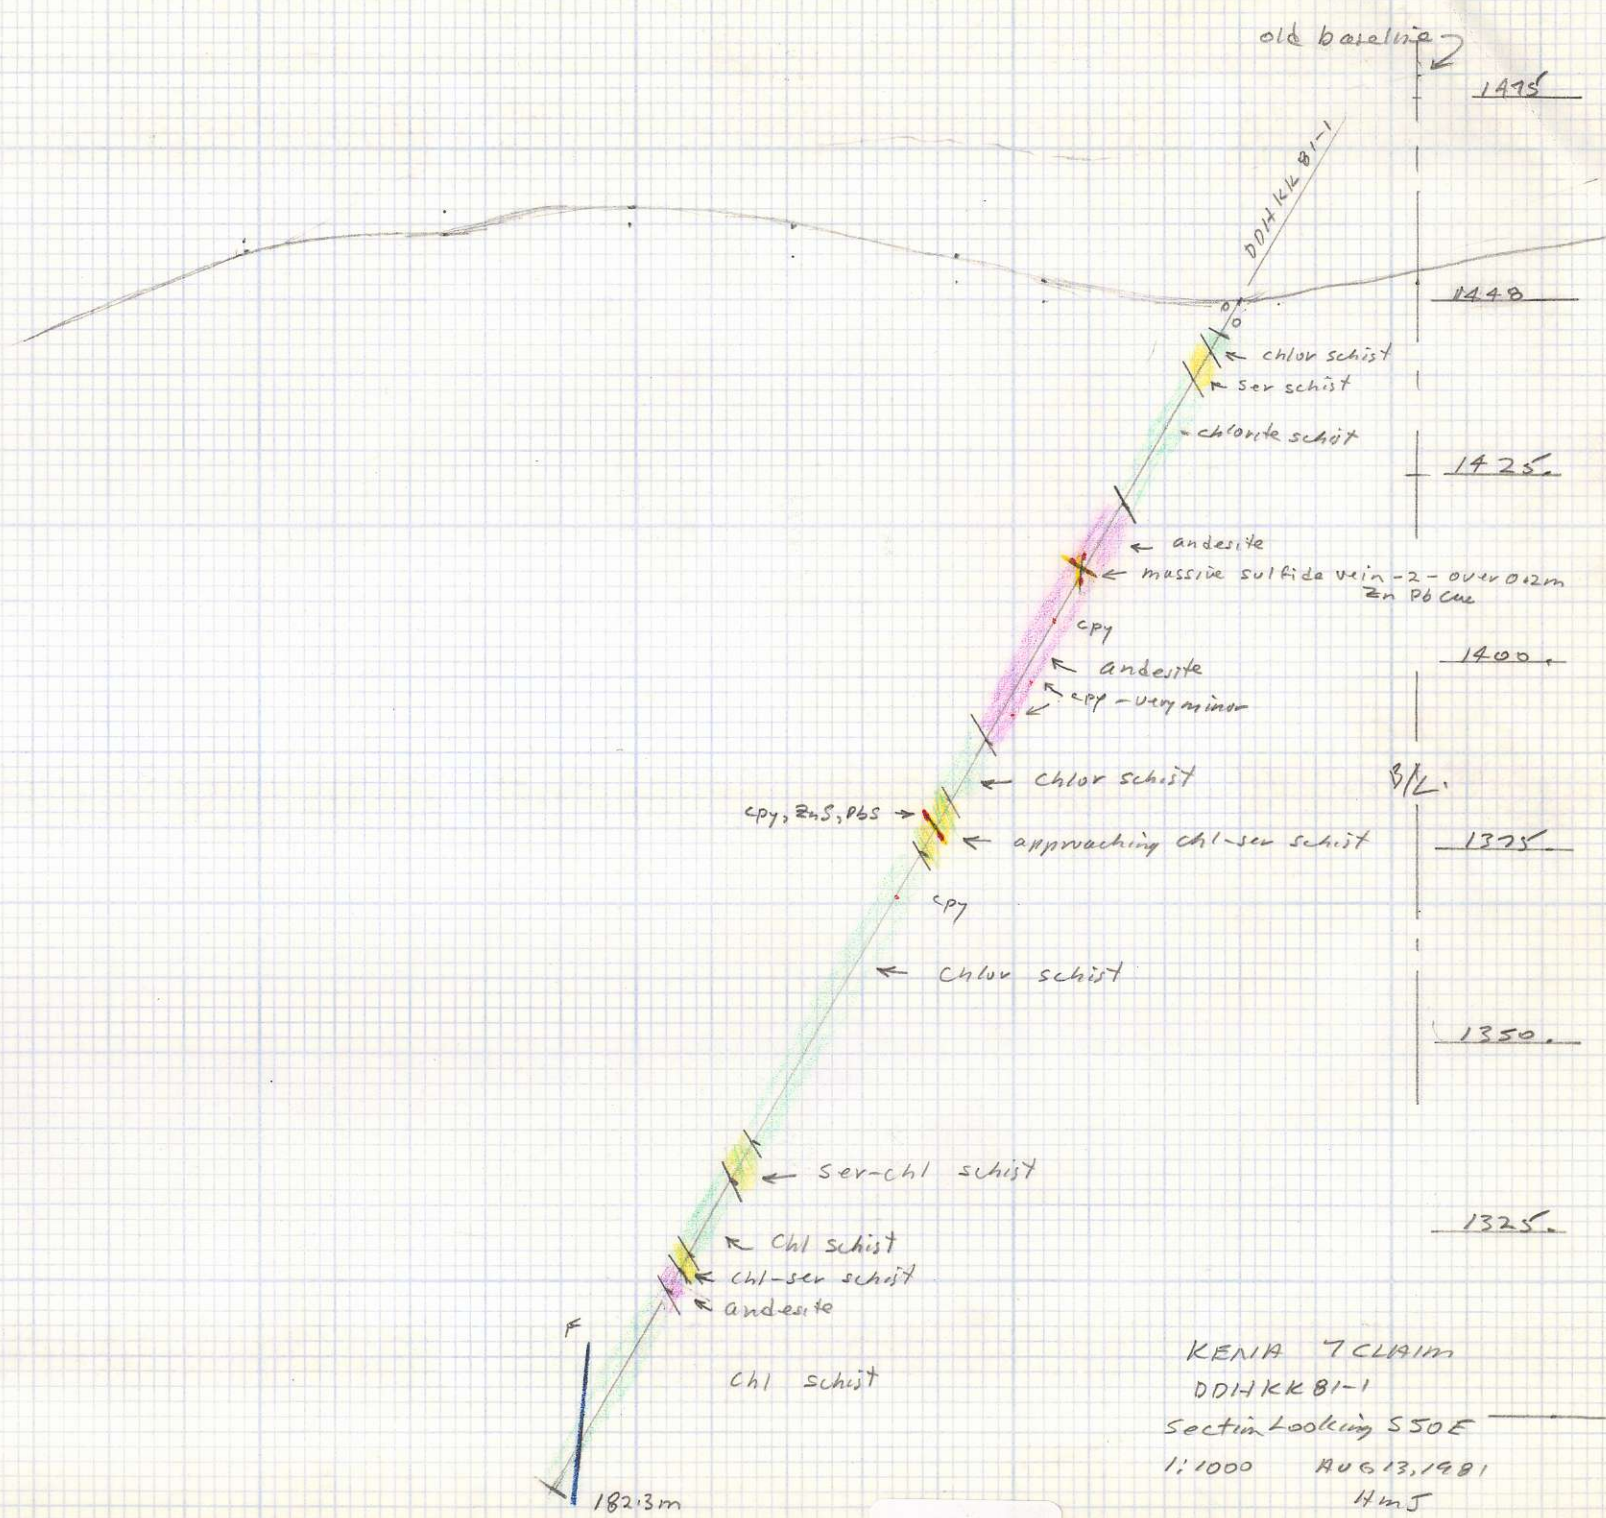 old baseline
1475
DDH KK 81-1
1448
chlor schist
ser schist
chlorite schist
1425.
andesite
massive sulfide vein -2- over 0.2m
Zn Pb Cu
cpy
1400.
andesite
cpy - very minor
chlor schist
B/L.
cpy, ZnS, PbS
approaching chl-ser schist
1375
cpy
chlor schist
1350.
ser-chl schist
1325.
chl schist
chl-ser schist
andesite
F
chl schist
182.3m
KENA 7 CLAIM
DDH KK 81-1
Section Looking S50E
1:1000 AUG 13, 1981
HmJ